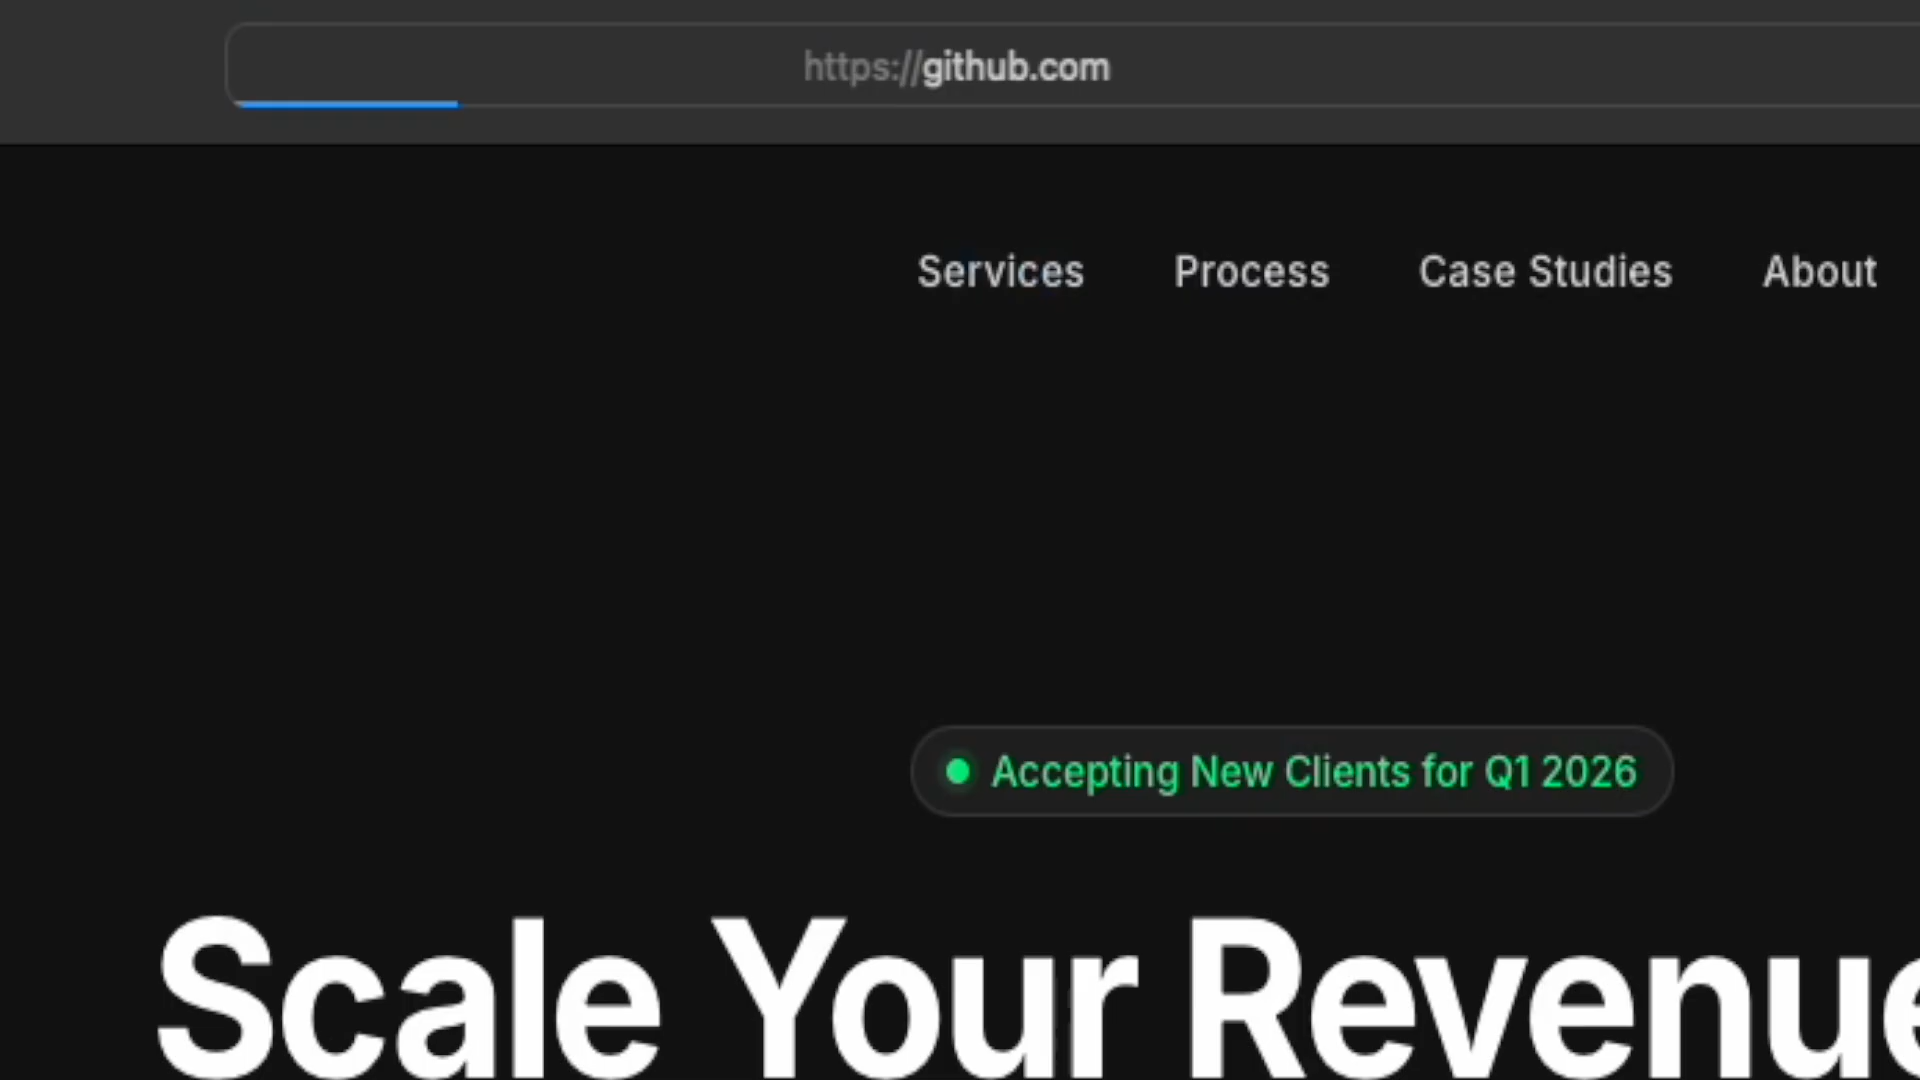 https://github.com
Services Process Case Studies About
Accepting New Clients for Q1 2026
Scale Your Revenue